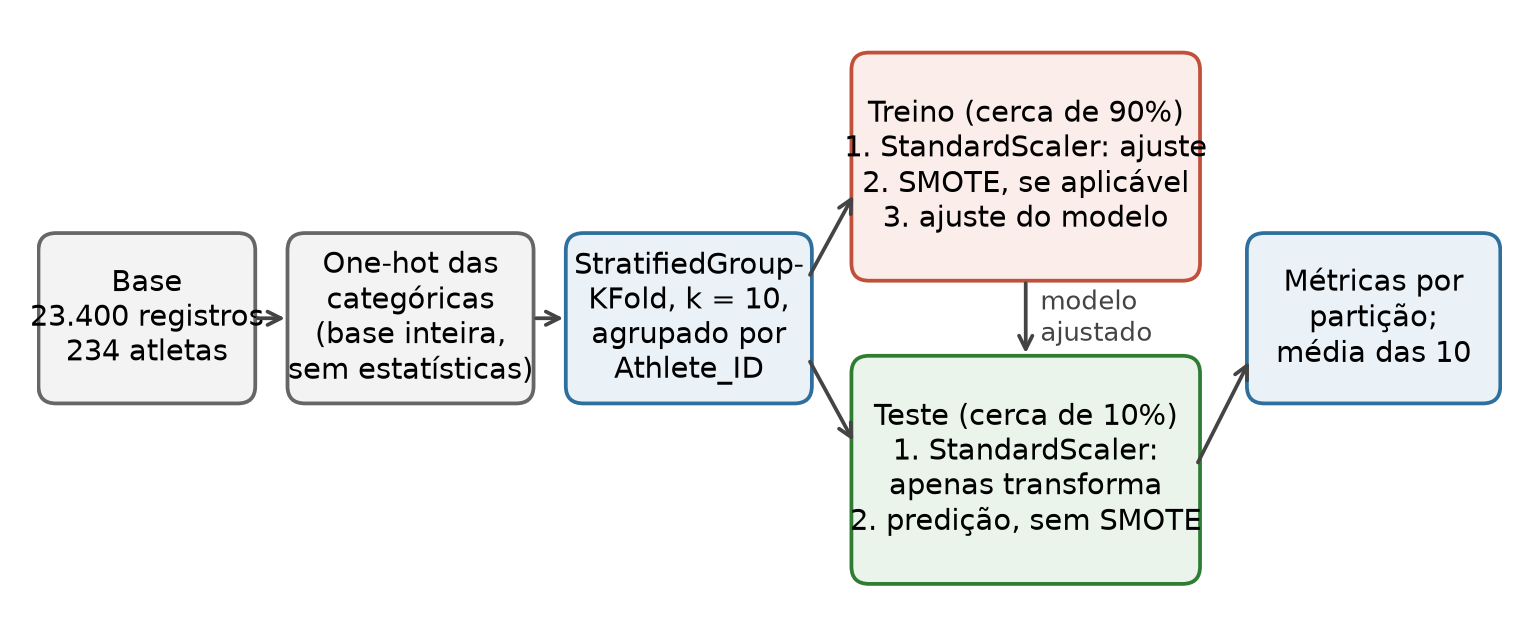 Base
23.400 registros
234 atletas
One-hot das
categóricas
(base inteira,
sem estatísticas)
StratifiedGroup-
KFold, k = 10,
agrupado por
Athlete_ID
Treino (cerca de 90%)
1. StandardScaler: ajuste
2. SMOTE, se aplicável
3. ajuste do modelo
modelo
ajustado
Teste (cerca de 10%)
1. StandardScaler:
apenas transforma
2. predição, sem SMOTE
Métricas por
partição;
média das 10